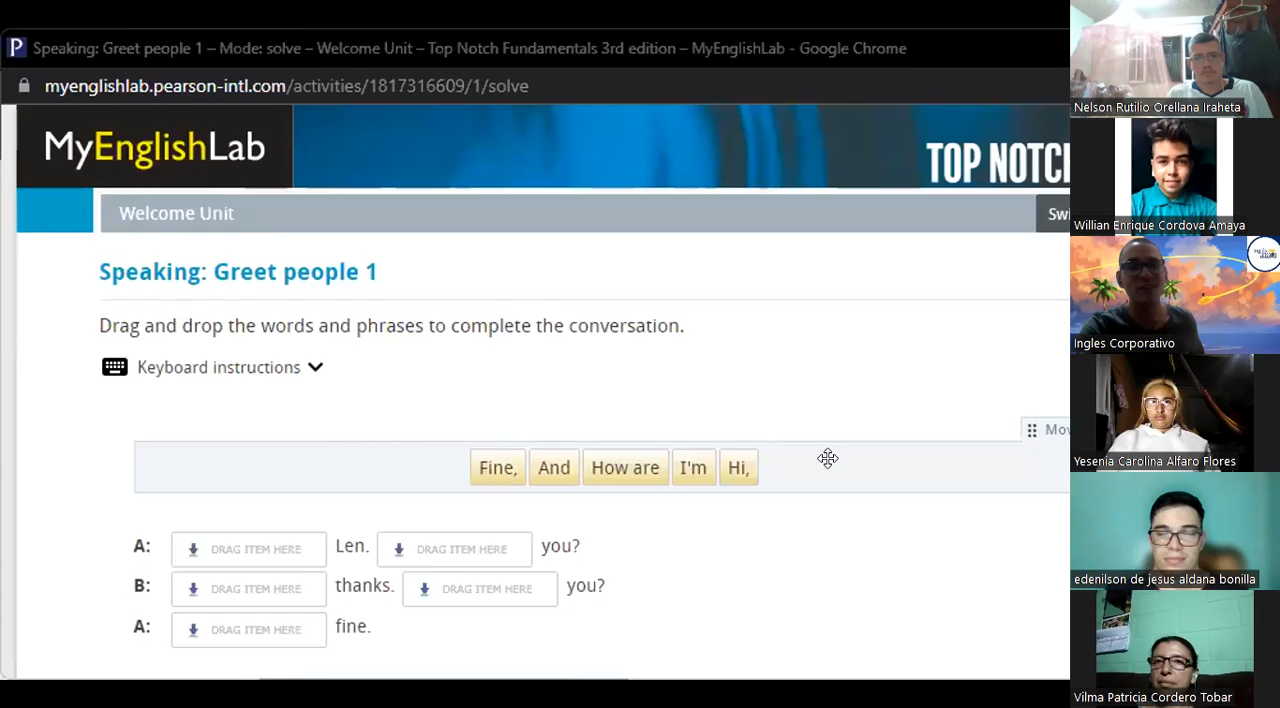 Speaking: Greet people 1 – Mode: solve – Welcome Unit – Top Notch Fundamentals 3rd edition – MyEnglishLab - Google Chrome
myenglishlab.pearson-intl.com/activities/1817316609/1/solve
MyEnglishLab
TOP NOTCH
Welcome Unit
Speaking: Greet people 1
Drag and drop the words and phrases to complete the conversation.
Keyboard instructions
Fine, And How are I'm Hi,
A: DRAG ITEM HERE Len. DRAG ITEM HERE you?
B: DRAG ITEM HERE thanks. DRAG ITEM HERE you?
A: DRAG ITEM HERE fine.
Nelson Rutilio Orellana Iraheta
Willian Enrique Cordova Amaya
Ingles Corporativo
Yesenia Carolina Alfaro Flores
edenilson de jesus aldana bonilla
Vilma Patricia Cordero Tobar